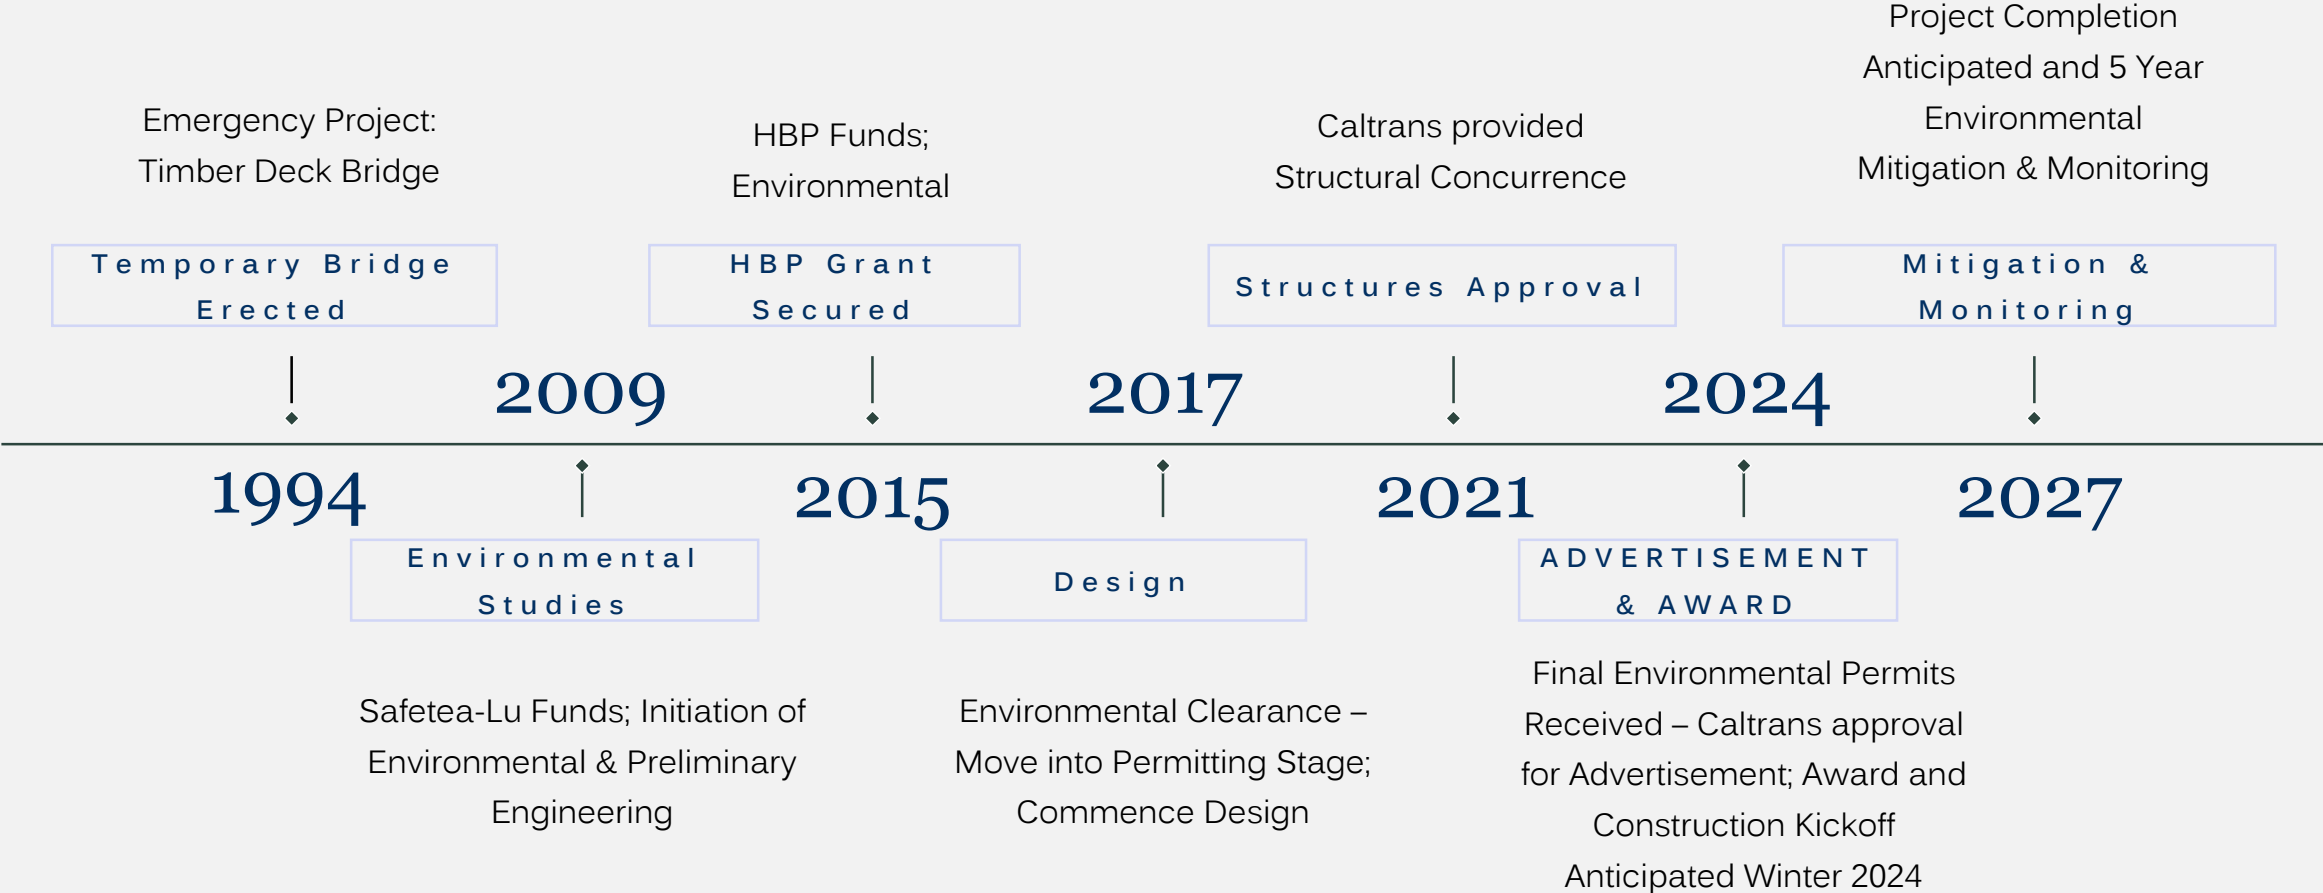 Emergency Project:
Timber Deck Bridge
Temporary Bridge
Erected
1994
2009
Environmental
Studies
Safetea-Lu Funds; Initiation of
Environmental & Preliminary
Engineering
HBP Funds;
Environmental
HBP Grant
Secured
2015
2017
Design
Environmental Clearance –
Move into Permitting Stage;
Commence Design
Caltrans provided
Structural Concurrence
Structures Approval
2021
2024
ADVERTISEMENT
& AWARD
Final Environmental Permits
Received – Caltrans approval
for Advertisement; Award and
Construction Kickoff
Anticipated Winter 2024
Project Completion
Anticipated and 5 Year
Environmental
Mitigation & Monitoring
Mitigation &
Monitoring
2027